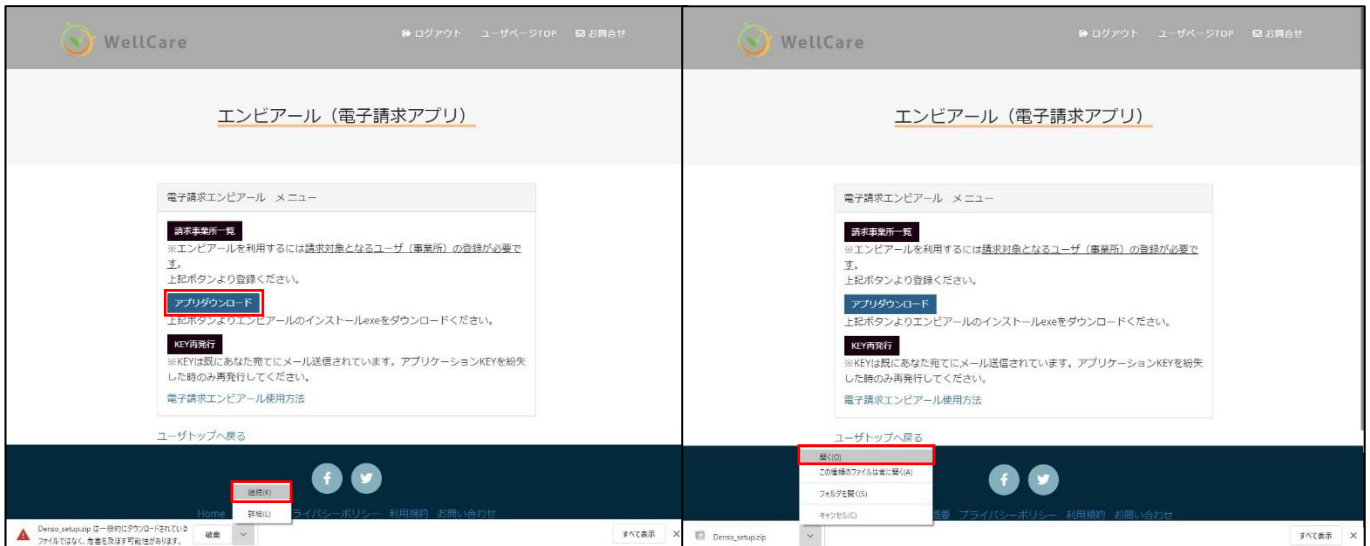 WellCare
ログアウト ユーザページTOP お問合せ
エンビアール（電子請求アプリ）
電子請求エンビアール メニュー
請求事業所一覧
※エンビアールを利用するには請求対象となるユーザ（事業所）の登録が必要で
す。
上記ボタンより登録ください。
アプリダウンロード
上記ボタンよりエンビアールのインストールexeをダウンロードください。
KEY再発行
※KEYは既にあなた宛てにメール送信されています。アプリケーションKEYを紛失
した時のみ再発行してください。
電子請求エンビアール使用方法
ユーザトップへ戻る
継続(K)
詳細(L)
Home ライバシーポリシー 利用規約 お問い合わせ
Denso_setup.zip は一般的にダウンロードされている
ファイルではなく、危害を及ぼす可能性があります。
破棄
すべて表示
WellCare
ログアウト ユーザページTOP お問合せ
エンビアール（電子請求アプリ）
電子請求エンビアール メニュー
請求事業所一覧
※エンビアールを利用するには請求対象となるユーザ（事業所）の登録が必要で
す。
上記ボタンより登録ください。
アプリダウンロード
上記ボタンよりエンビアールのインストールexeをダウンロードください。
KEY再発行
※KEYは既にあなた宛てにメール送信されています。アプリケーションKEYを紛失
した時のみ再発行してください。
電子請求エンビアール使用方法
ユーザトップへ戻る
開く(O)
この種類のファイルは常に開く(A)
フォルダを開く(S)
キャンセル(C)
概要 プライバシーポリシー 利用規約 お問い合わせ
Denso_setup.zip
すべて表示